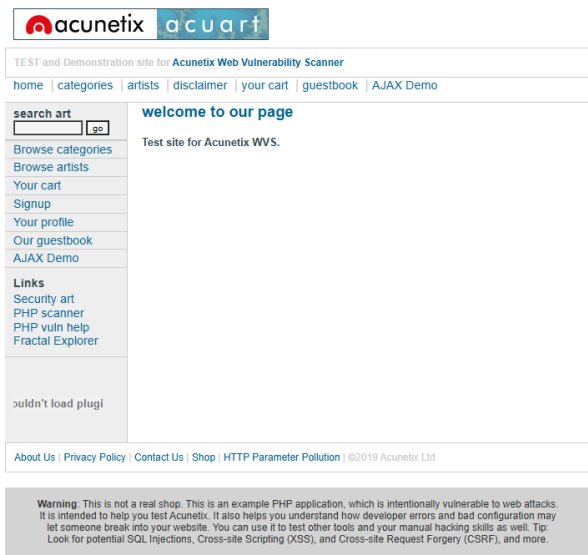 acunetix acuart
TEST and Demonstration site for Acunetix Web Vulnerability Scanner
home | categories | artists | disclaimer | your cart | guestbook | AJAX Demo
search art
go
Browse categories
Browse artists
Your cart
Signup
Your profile
Our guestbook
AJAX Demo
Links
Security art
PHP scanner
PHP vuln help
Fractal Explorer
ouldn't load plugi
welcome to our page
Test site for Acunetix WVS.
About Us | Privacy Policy | Contact Us | Shop | HTTP Parameter Pollution | ©2019 Acunetix Ltd
Warning: This is not a real shop. This is an example PHP application, which is intentionally vulnerable to web attacks.
It is intended to help you test Acunetix. It also helps you understand how developer errors and bad configuration may
let someone break into your website. You can use it to test other tools and your manual hacking skills as well. Tip:
Look for potential SQL Injections, Cross-site Scripting (XSS), and Cross-site Request Forgery (CSRF), and more.